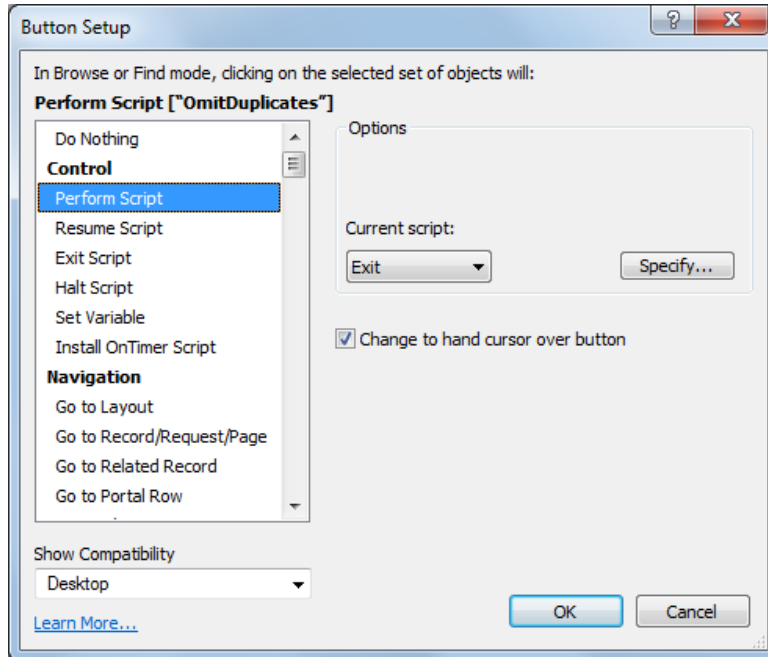 Button Setup
?
In Browse or Find mode, clicking on the selected set of objects will:
Perform Script ["OmitDuplicates"]
Do Nothing
Control
Perform Script
Resume Script
Exit Script
Halt Script
Set Variable
Install OnTimer Script
Navigation
Go to Layout
Go to Record/Request/Page
Go to Related Record
Go to Portal Row
Options
Current script:
Exit
Specify...
Change to hand cursor over button
Show Compatibility
Desktop
Learn More...
OK
Cancel